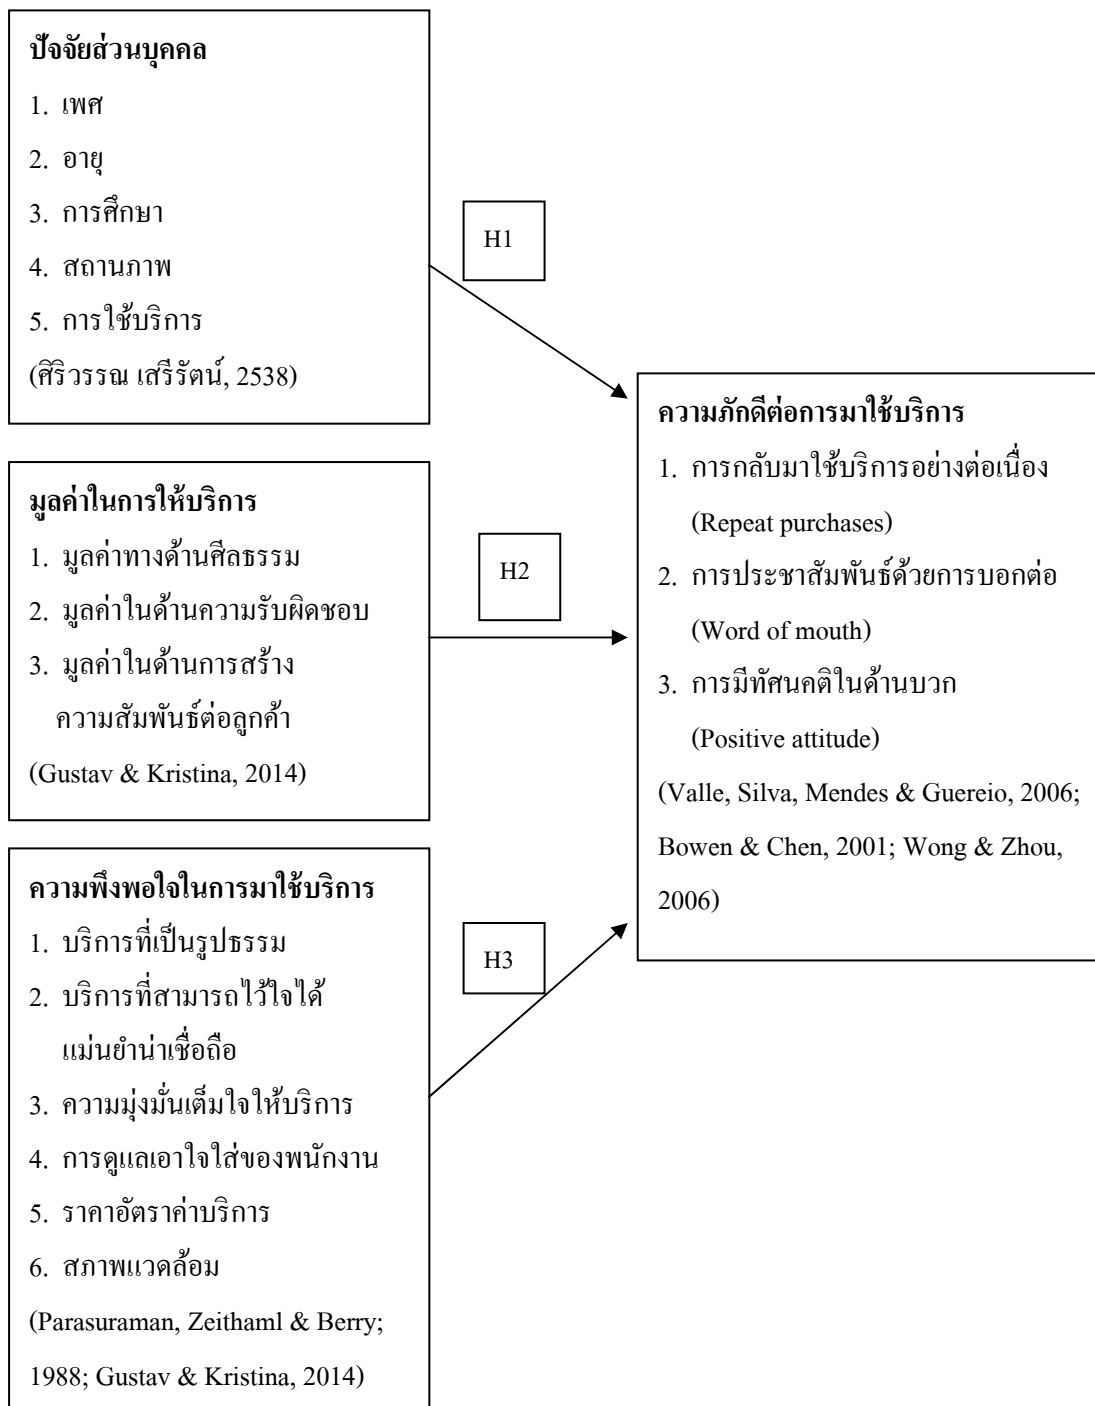 ปัจจัยส่วนบุคคล
1. เพศ
2. อายุ
3. การศึกษา
4. สถานภาพ
5. การใช้บริการ
(ศิริวรรณ เสรีรัตน์, 2538)
H1
มูลค่าในการให้บริการ
1. มูลค่าทางด้านศีลธรรม
2. มูลค่าในด้านความรับผิดชอบ
3. มูลค่าในด้านการสร้าง
ความสัมพันธ์ต่อลูกค้า
(Gustav & Kristina, 2014)
H2
ความพึงพอใจในการมาใช้บริการ
1. บริการที่เป็นรูปธรรม
2. บริการที่สามารถไว้ใจได้
แม่นยำน่าเชื่อถือ
3. ความมุ่งมั่นเต็มใจให้บริการ
4. การดูแลเอาใจใส่ของพนักงาน
5. ราคาอัตราค่าบริการ
6. สภาพแวดล้อม
(Parasuraman, Zeithaml & Berry;
1988; Gustav & Kristina, 2014)
H3
ความภักดีต่อการมาใช้บริการ
1. การกลับมาใช้บริการอย่างต่อเนื่อง
(Repeat purchases)
2. การประชาสัมพันธ์ด้วยการบอกต่อ
(Word of mouth)
3. การมีทัศนคติในด้านบวก
(Positive attitude)
(Valle, Silva, Mendes & Guereio, 2006;
Bowen & Chen, 2001; Wong & Zhou,
2006)